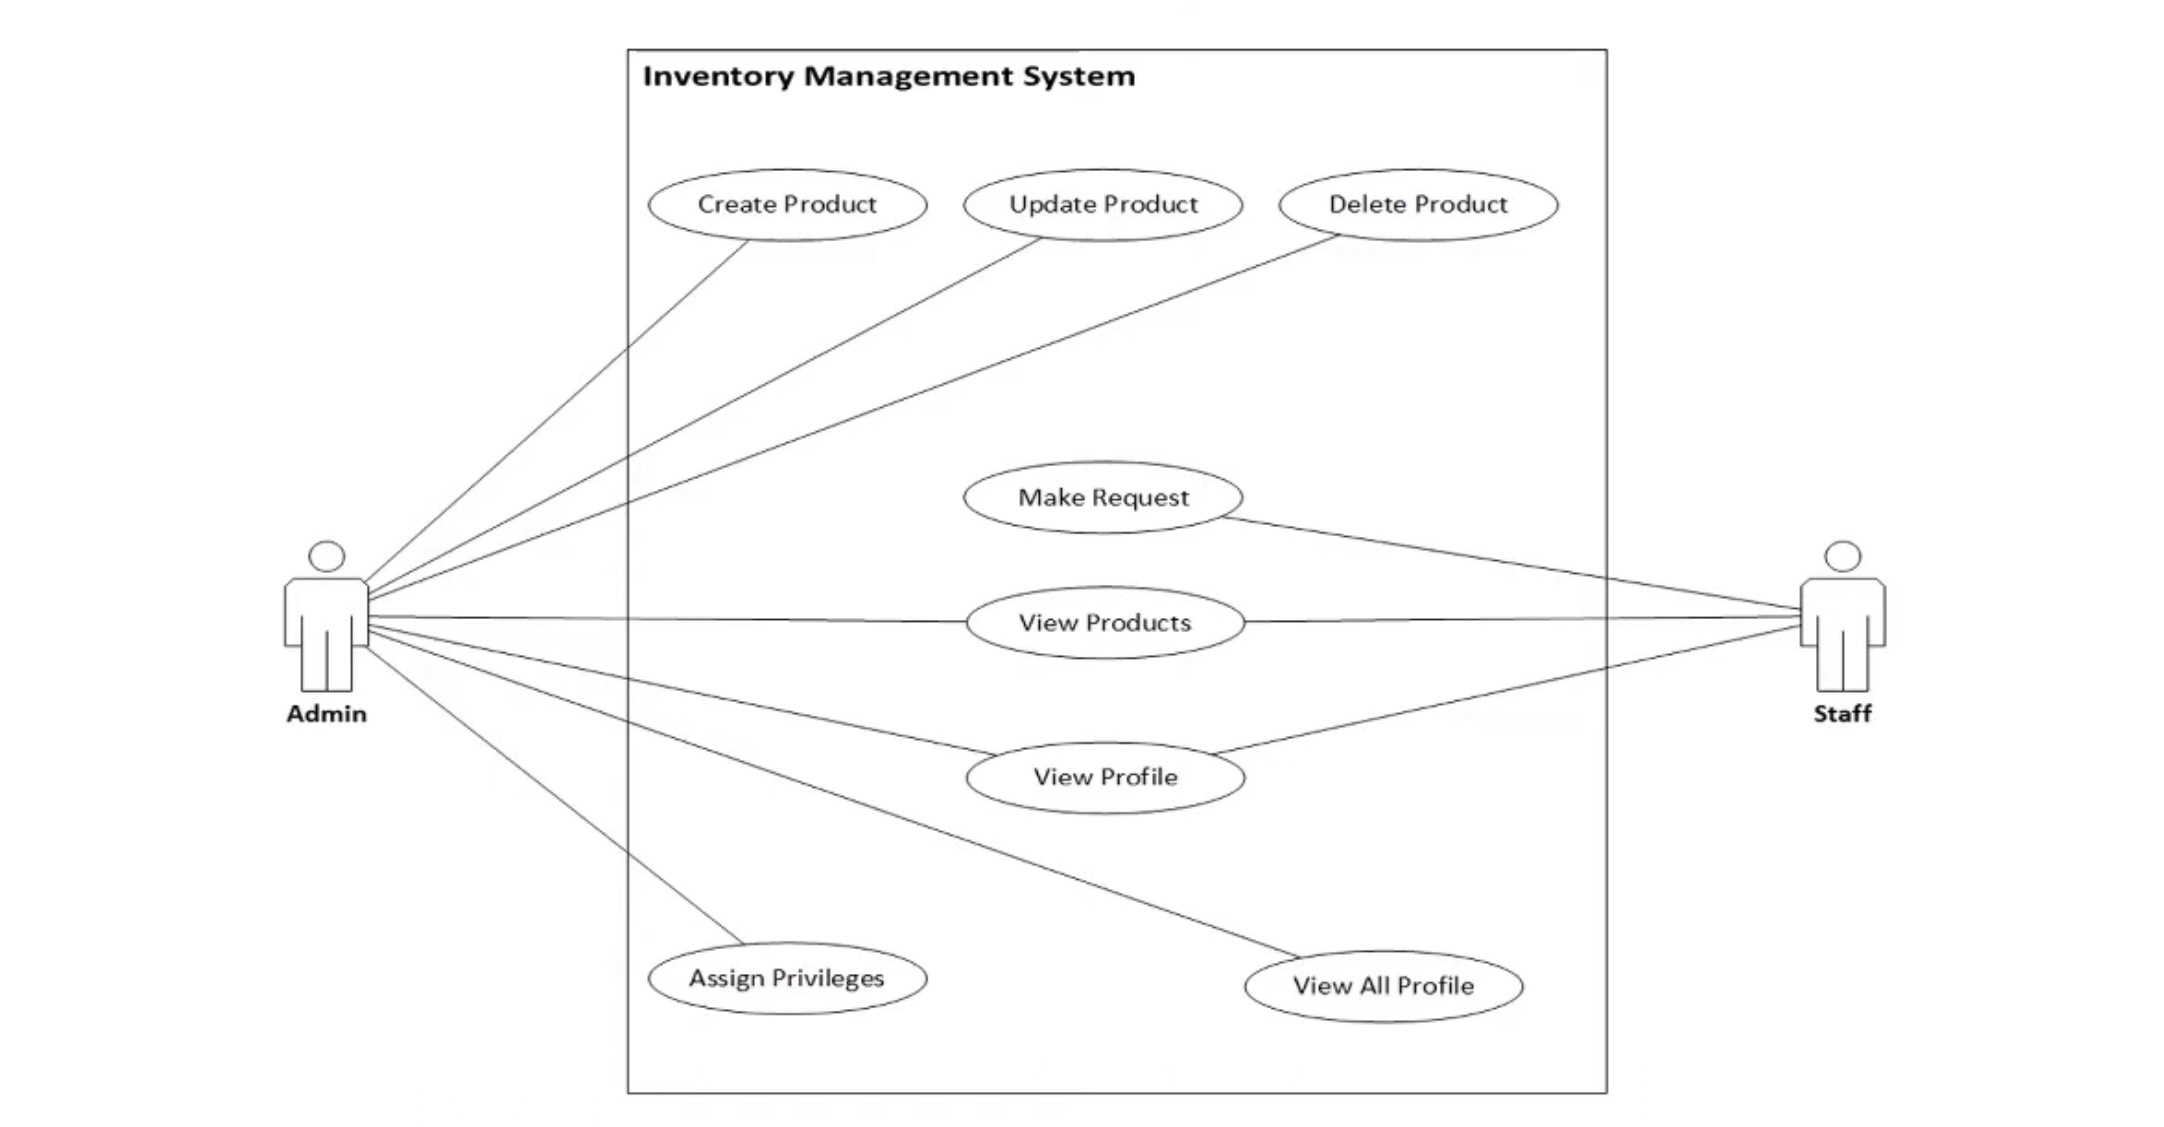 Inventory Management System
Create Product
Update Product
Delete Product
Make Request
View Products
Admin
Staff
View Profile
Assign Privileges
View All Profile